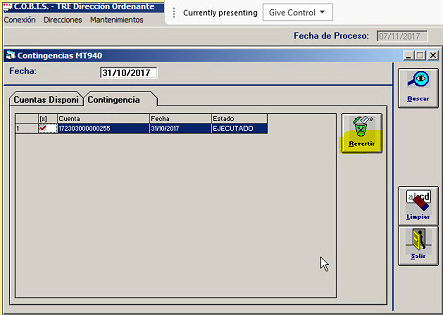 C.O.B.I.S. - TRE Dirección Ordenante
Currently presenting Give Control
Conexión Direcciones Mantenimientos
Fecha de Proceso: 07/11/2017
Contingencias MT940
Fecha: 31/10/2017
Buscar
Cuentas Disponi Contingencia
[x] Cuenta Fecha Estado
1 172303000000255 31/10/2017 EJECUTADO
Revertir
abcd
Limpiar
Salir